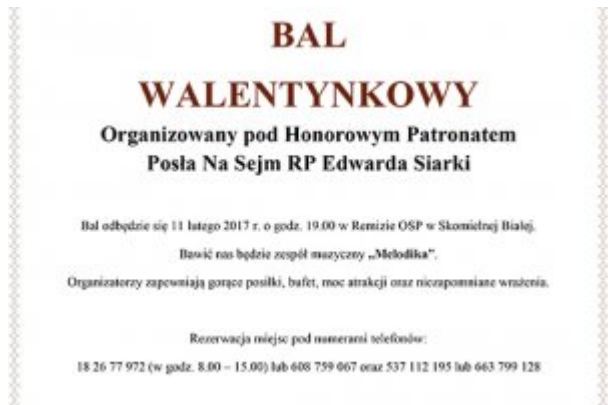 BAL
WALENTYNKOWY
Organizowany pod Honorowym Patronatem
Posła Na Sejm RP Edwarda Siarki
Bal odbędzie się 11 lutego 2017 r. o godz. 19.00 w Remizie OSP w Skomielnej Białej.
Bawić nas będzie zespół muzyczny „Melodika”.
Organizatorzy zapewniają gorące posiłki, bufet, moc atrakcji oraz niezapomniane wrażenia.
Rezerwacja miejsc pod numerami telefonów:
18 26 77 972 (w godz. 8.00 – 15.00) lub 608 759 067 oraz 537 112 195 lub 663 799 128